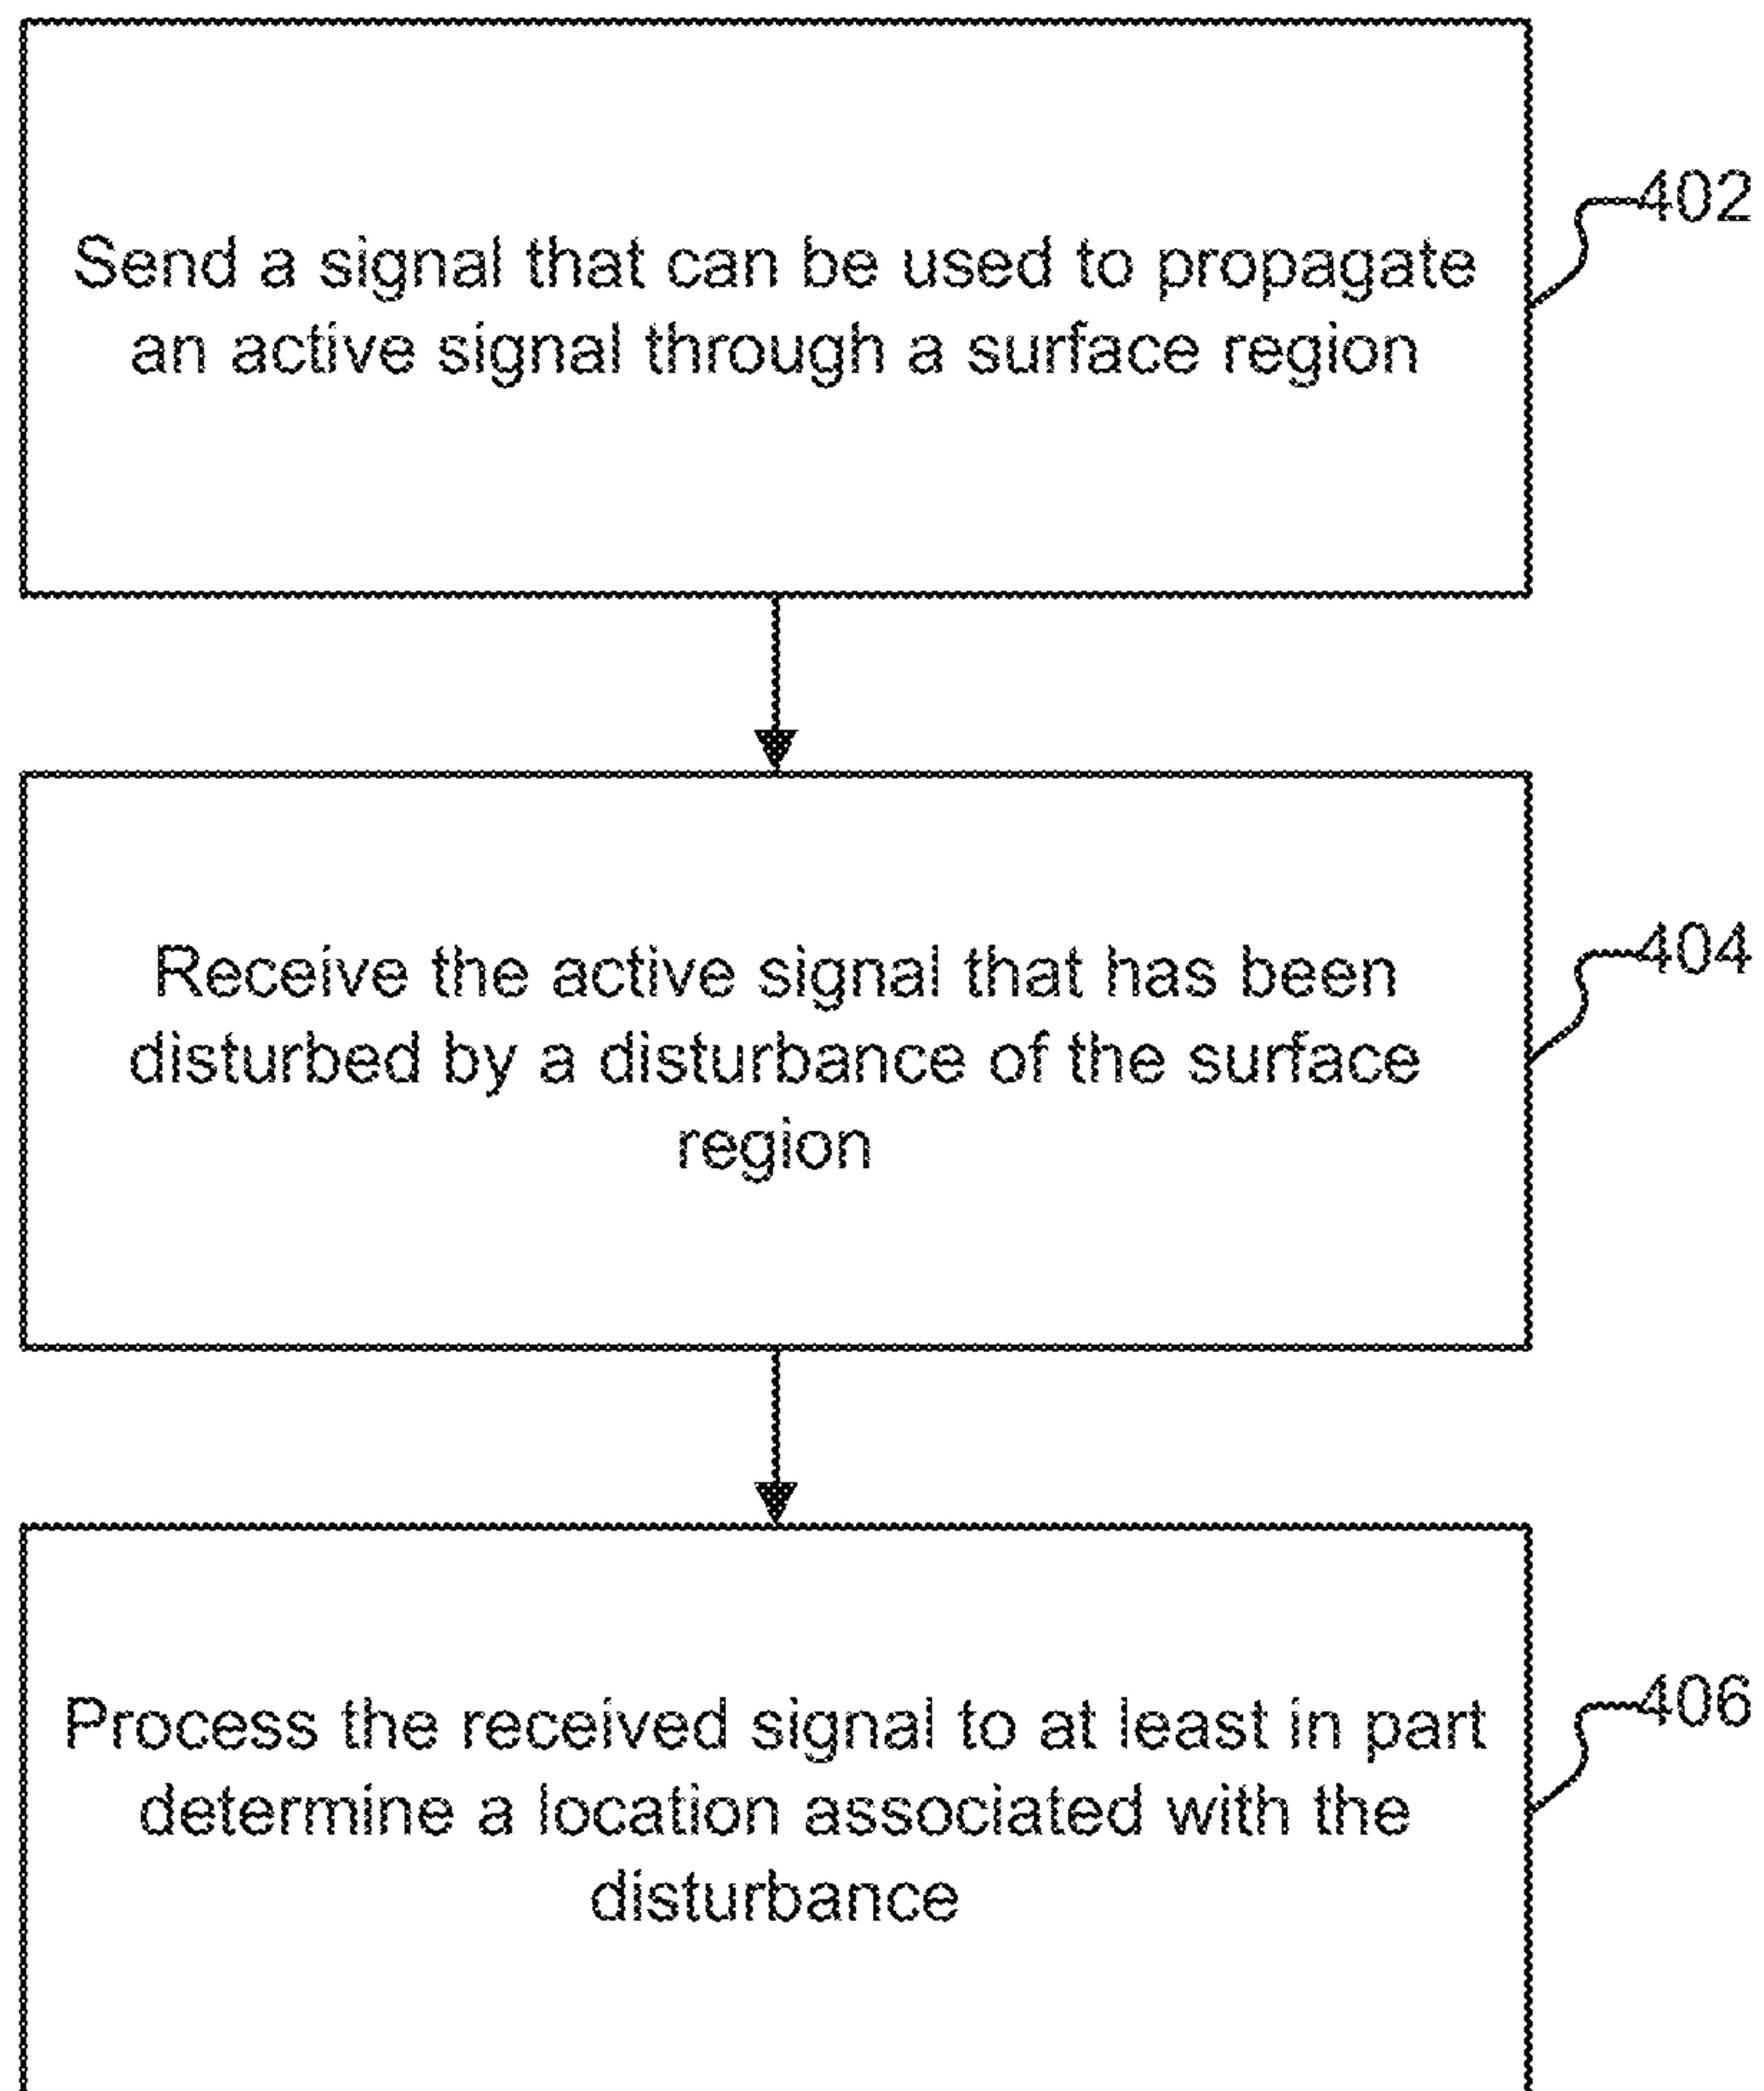 Send a signal that can be used to propagate
an active signal through a surface region
402
Receive the active signal that has been
disturbed by a disturbance of the surface
region
404
Process the received signal to at least in part
determine a location associated with the
disturbance
406